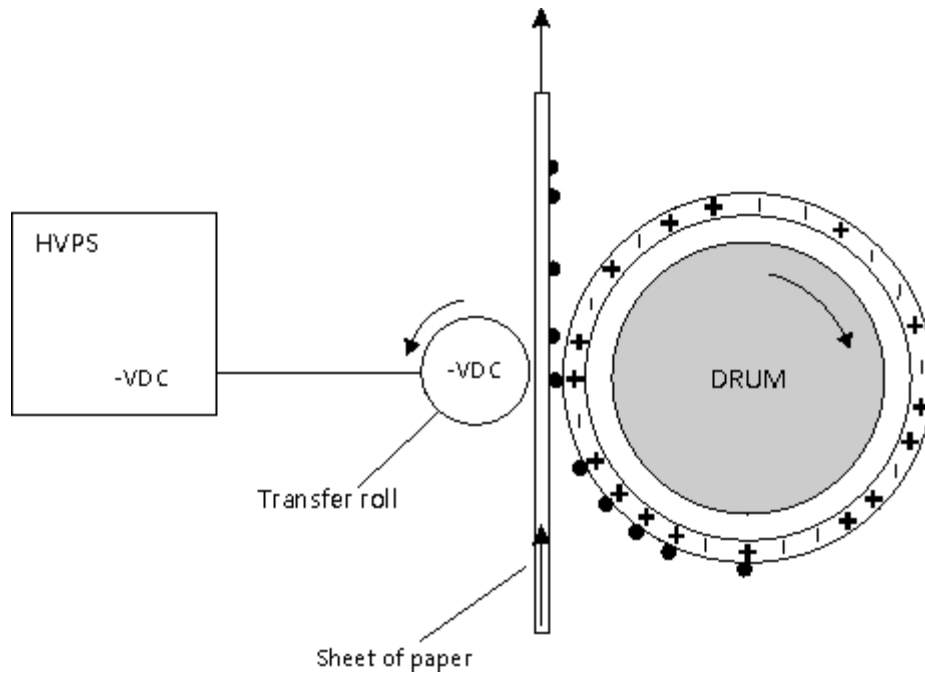 HVPS
-VDC
-VDC
DRUM
Transfer roll
Sheet of paper